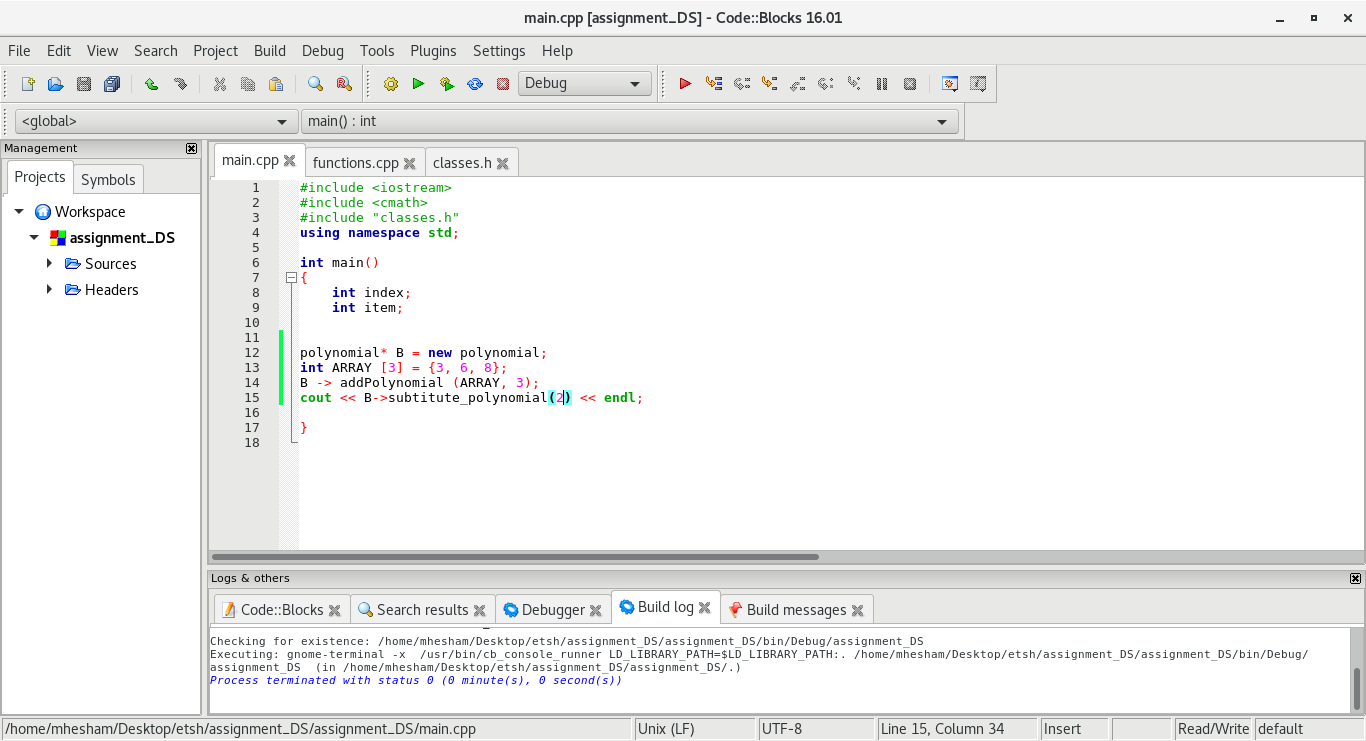 main.cpp [assignment_DS] - Code::Blocks 16.01
File Edit View Search Project Build Debug Tools Plugins Settings Help
Debug
<global> main() : int
Management
Projects Symbols
Workspace
assignment_DS
Sources
Headers
main.cpp functions.cpp classes.h
1 #include <iostream>
2 #include <cmath>
3 #include "classes.h"
4 using namespace std;
5
6 int main()
7 {
8     int index;
9     int item;
10
11
12 polynomial* B = new polynomial;
13 int ARRAY [3] = {3, 6, 8};
14 B -> addPolynomial (ARRAY, 3);
15 cout << B->subtitute_polynomial(2) << endl;
16
17 }
18
Logs & others
Code::Blocks Search results Debugger Build log Build messages
Checking for existence: /home/mhesham/Desktop/etsh/assignment_DS/assignment_DS/bin/Debug/assignment_DS
Executing: gnome-terminal -x  /usr/bin/cb_console_runner LD_LIBRARY_PATH=$LD_LIBRARY_PATH:. /home/mhesham/Desktop/etsh/assignment_DS/assignment_DS/bin/Debug/
assignment_DS  (in /home/mhesham/Desktop/etsh/assignment_DS/assignment_DS/.)
Process terminated with status 0 (0 minute(s), 0 second(s))
/home/mhesham/Desktop/etsh/assignment_DS/assignment_DS/main.cpp Unix (LF) UTF-8 Line 15, Column 34 Insert Read/Write default